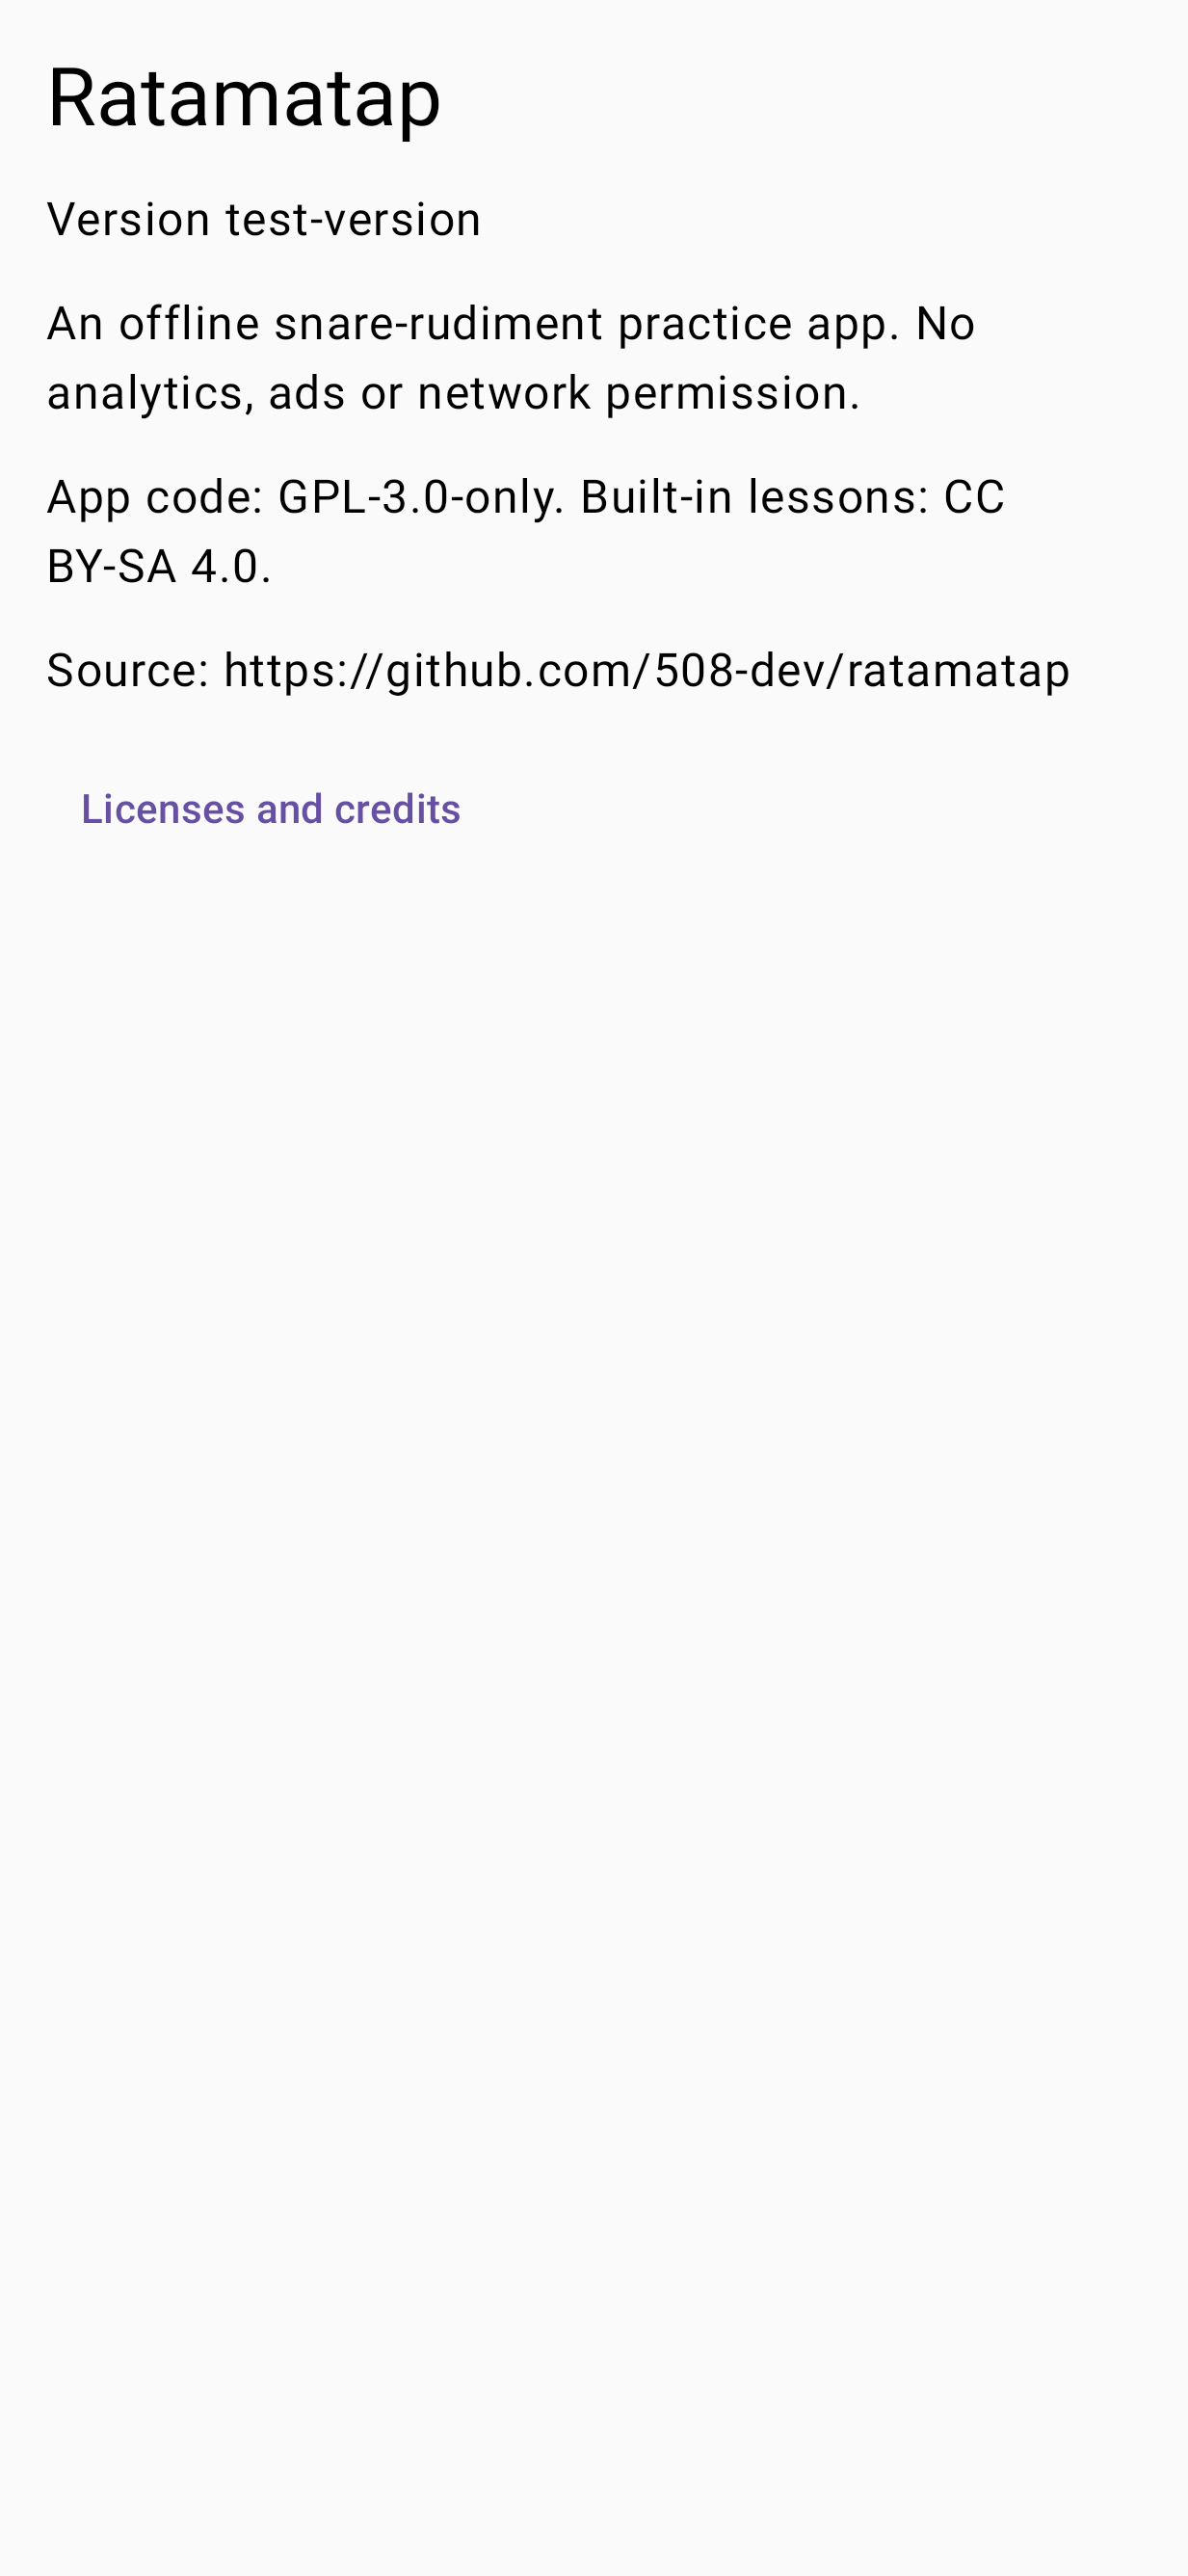 Ratamatap
Version test-version
An offline snare-rudiment practice app. No
analytics, ads or network permission.
App code: GPL-3.0-only. Built-in lessons: CC
BY-SA 4.0.
Source: https://github.com/508-dev/ratamatap
Licenses and credits